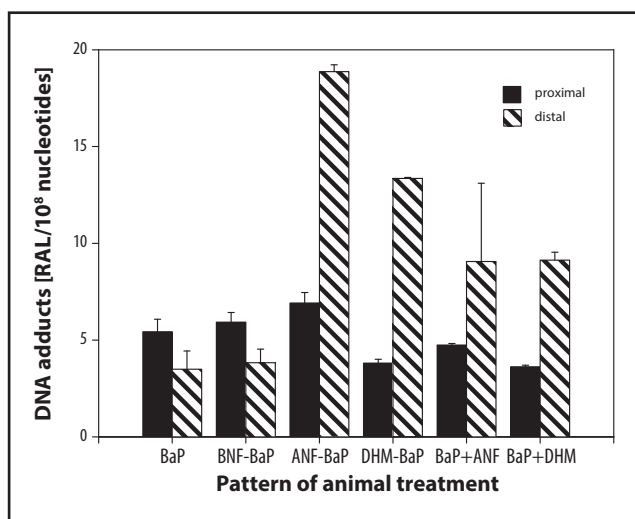 DNA adducts [RAL/10⁸ nucleotides]
20
15
10
5
0
proximal
distal
BaP BNF-BaP ANF-BaP DHM-BaP BaP+ANF BaP+DHM
Pattern of animal treatment